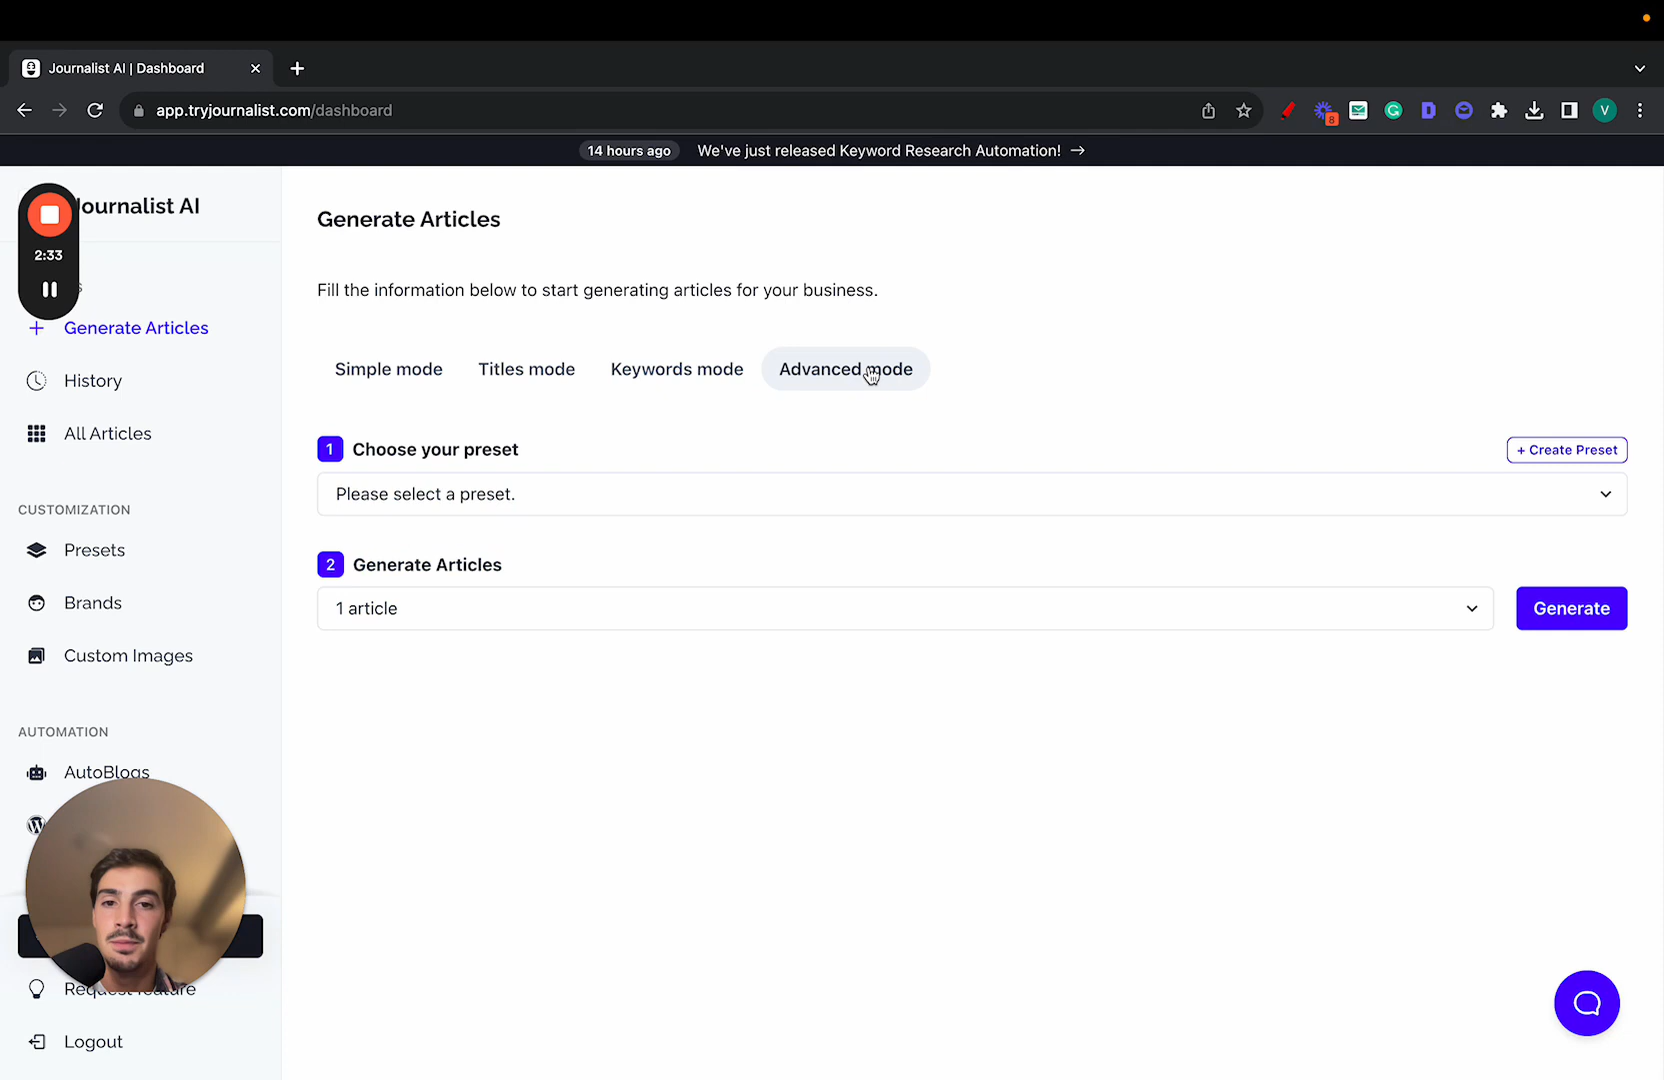 Journalist AI | Dashboard
app.tryjournalist.com/dashboard
8
V
14 hours ago We've just released Keyword Research Automation! →
Journalist AI
2:33
s
+ Generate Articles
History
All Articles
CUSTOMIZATION
Presets
Brands
Custom Images
AUTOMATION
AutoBlogs
Request feature
Logout
Generate Articles
Fill the information below to start generating articles for your business.
Simple mode Titles mode Keywords mode Advanced mode
1 Choose your preset
+ Create Preset
Please select a preset.
2 Generate Articles
1 article
Generate